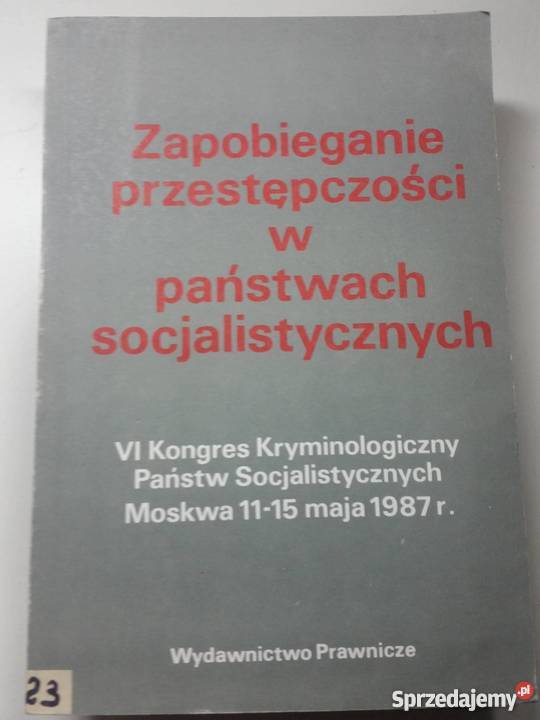 Zapobieganie
przestępczości
w
państwach
socjalistycznych
VI Kongres Kryminologiczny
Państw Socjalistycznych
Moskwa 11-15 maja 1987 r.
Wydawnictwo Prawnicze
23
Sprzedajemy.pl